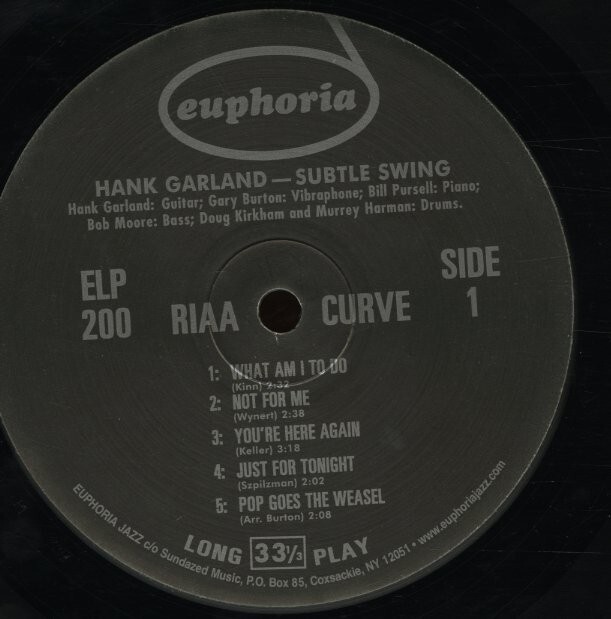 euphoria
HANK GARLAND — SUBTLE SWING
Hank Garland: Guitar; Gary Burton: Vibraphone; Bill Pursell: Piano;
Bob Moore: Bass; Doug Kirkham and Murrey Harman: Drums.
ELP
200
RIAA CURVE
SIDE
1
1: WHAT AM I TO DO
(Kinn) 2:32
2: NOT FOR ME
(Wynert) 2:38
3: YOU'RE HERE AGAIN
(Keller) 3:18
4: JUST FOR TONIGHT
(Szpilzman) 2:02
5: POP GOES THE WEASEL
(Arr. Burton) 2:08
LONG 33 1/3 PLAY
EUPHORIA JAZZ c/o Sundazed Music, P.O. Box 85, Coxsackie, NY 12051 • www.euphoriajazz.com